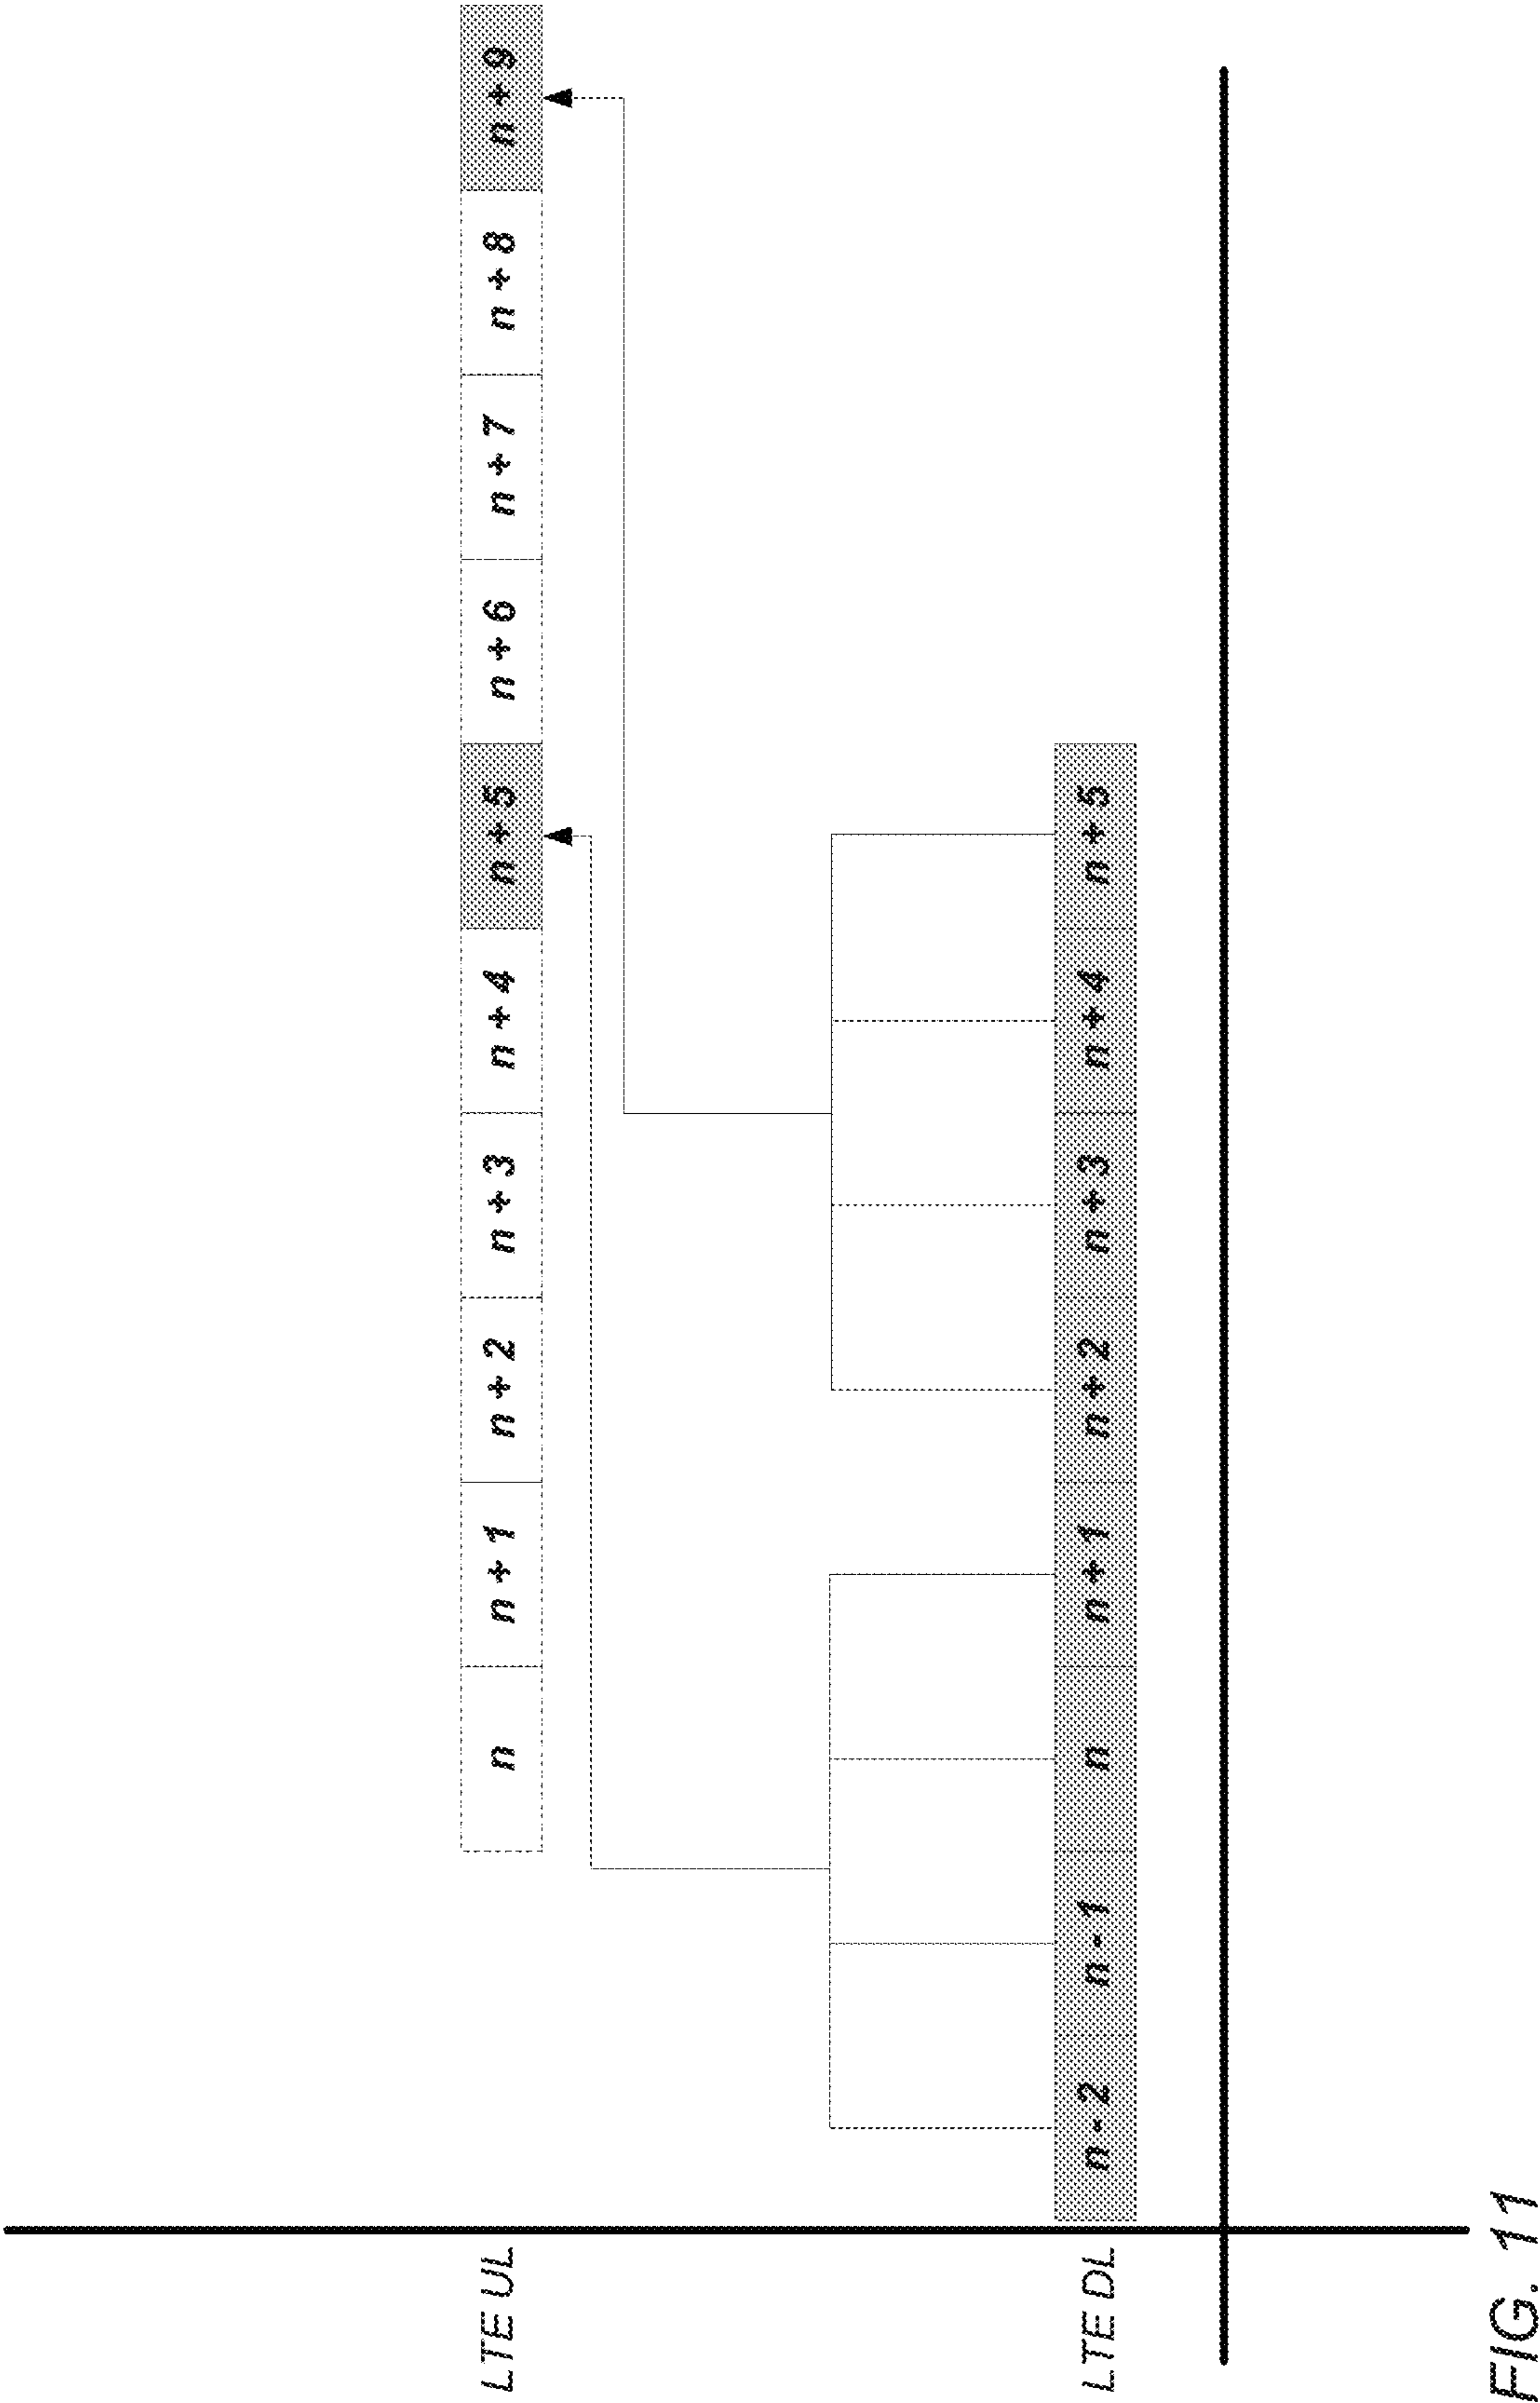 LTE UL
n
n + 1
n + 2
n + 3
n + 4
n + 5
n + 6
n + 7
n + 8
n + 9
LTE DL
n - 2
n - 1
n
n + 1
n + 2
n + 3
n + 4
n + 5
FIG. 11